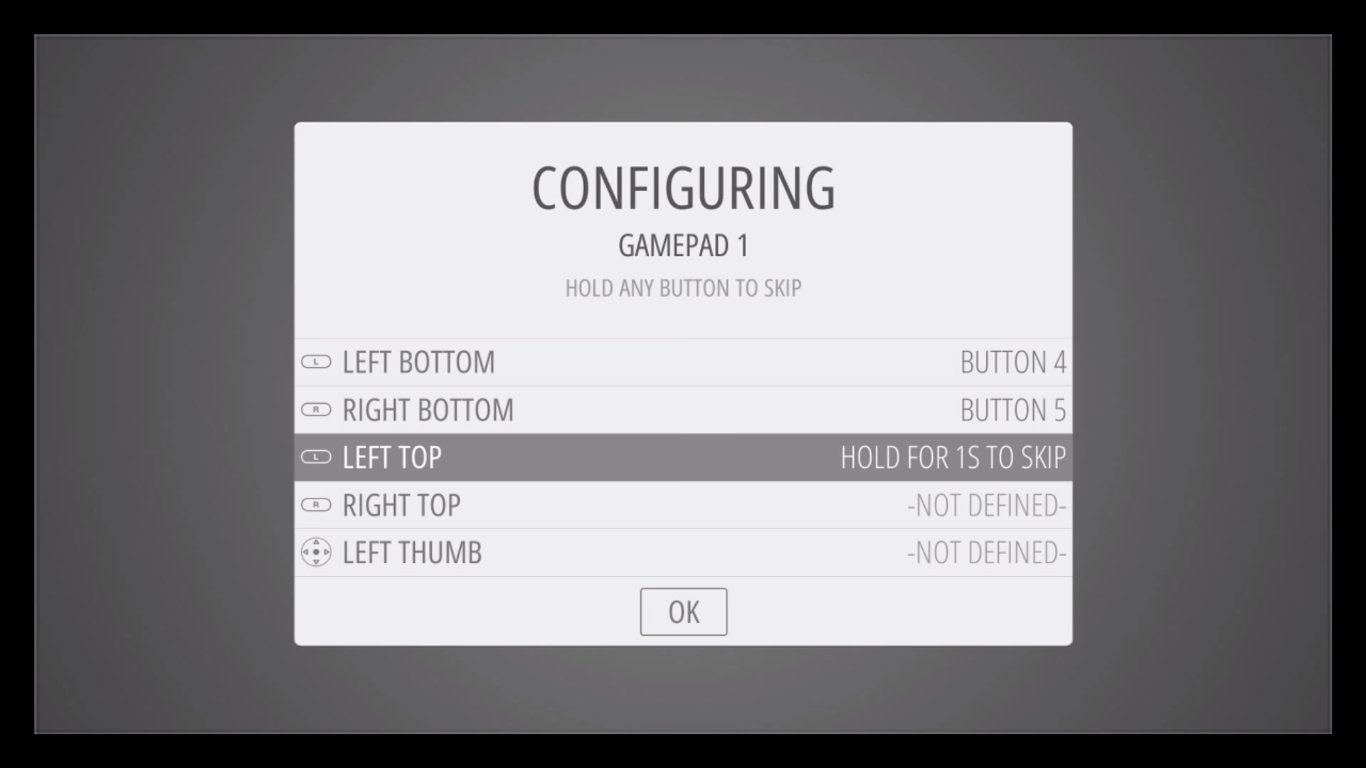 CONFIGURING
GAMEPAD 1
HOLD ANY BUTTON TO SKIP
L LEFT BOTTOM BUTTON 4
R RIGHT BOTTOM BUTTON 5
L LEFT TOP HOLD FOR 1S TO SKIP
R RIGHT TOP -NOT DEFINED-
LEFT THUMB -NOT DEFINED-
OK